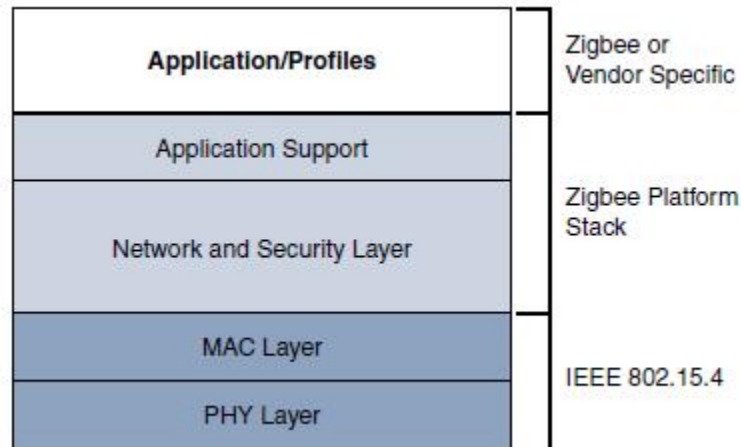 Application/Profiles
Zigbee or
Vendor Specific
Application Support
Network and Security Layer
Zigbee Platform
Stack
MAC Layer
PHY Layer
IEEE 802.15.4